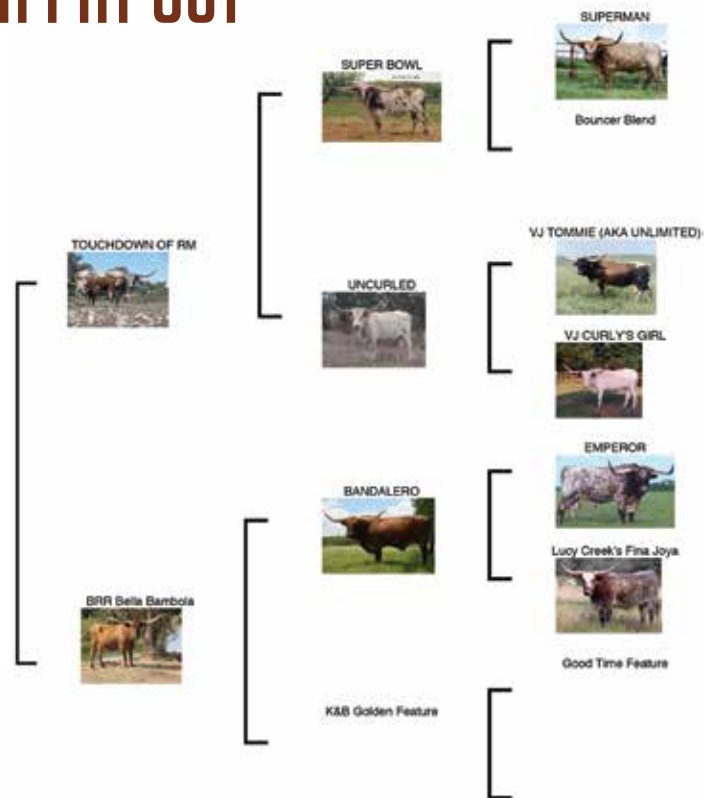 SUPERMAN
SUPER BOWL
Bouncer Blend
VJ TOMMIE (AKA UNLIMITED)
TOUCHDOWN OF RM
UNCURLED
VJ CURLY'S GIRL
EMPEROR
BANDALERO
Lucy Creek's Fina Joya
BRR Bella Bambola
Good Time Feature
K&B Golden Feature